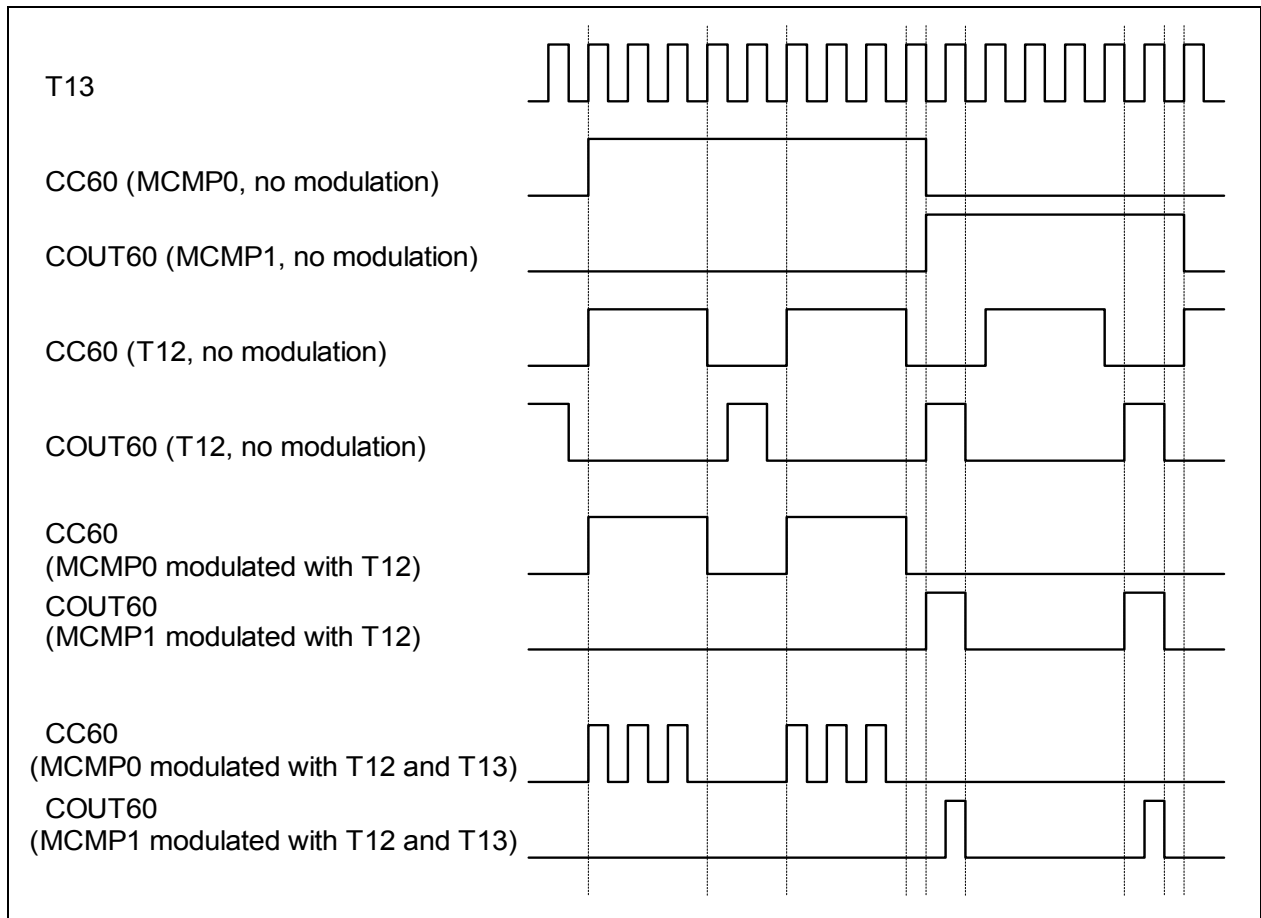 T13
CC60 (MCMP0, no modulation)
COUT60 (MCMP1, no modulation)
CC60 (T12, no modulation)
COUT60 (T12, no modulation)
CC60
(MCMP0 modulated with T12)
COUT60
(MCMP1 modulated with T12)
CC60
(MCMP0 modulated with T12 and T13)
COUT60
(MCMP1 modulated with T12 and T13)